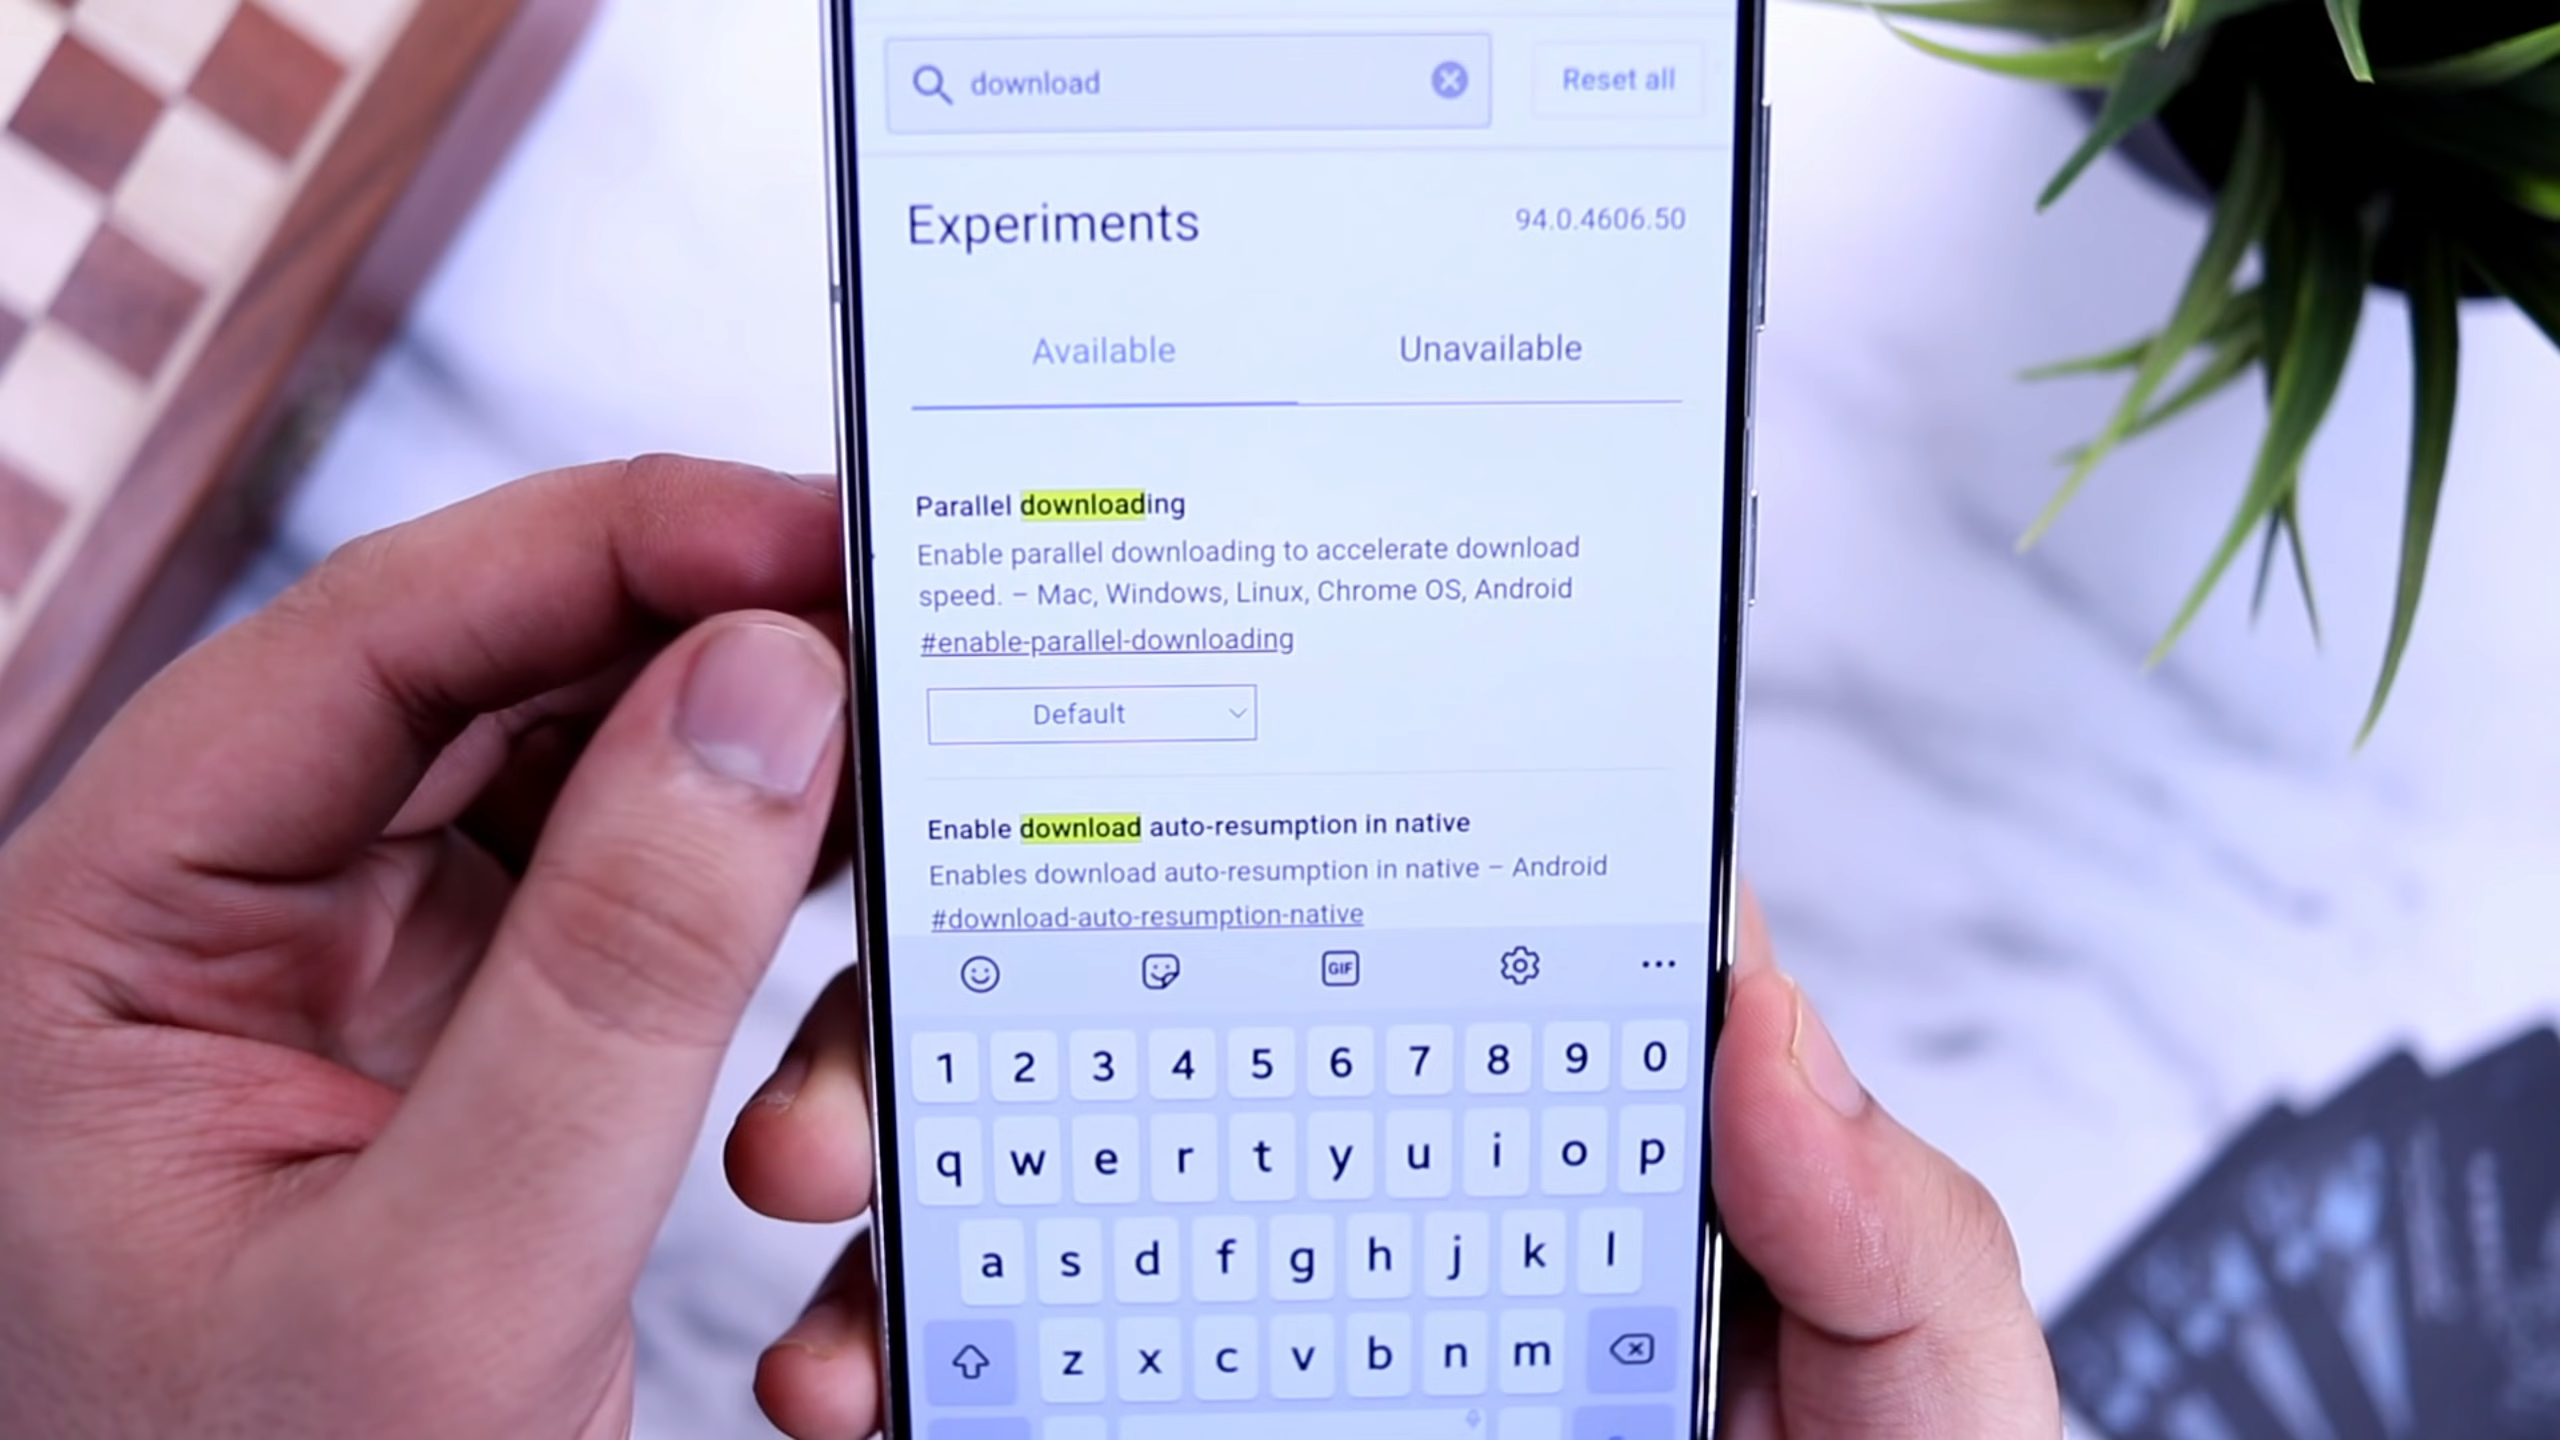 download
Reset all
Experiments
94.0.4606.50
Available
Unavailable
Parallel downloading
Enable parallel downloading to accelerate download
speed. – Mac, Windows, Linux, Chrome OS, Android
#enable-parallel-downloading
Default
Enable download auto-resumption in native
Enables download auto-resumption in native – Android
#download-auto-resumption-native
GIF
1 2 3 4 5 6 7 8 9 0
q w e r t y u i o p
a s d f g h j k l
z x c v b n m